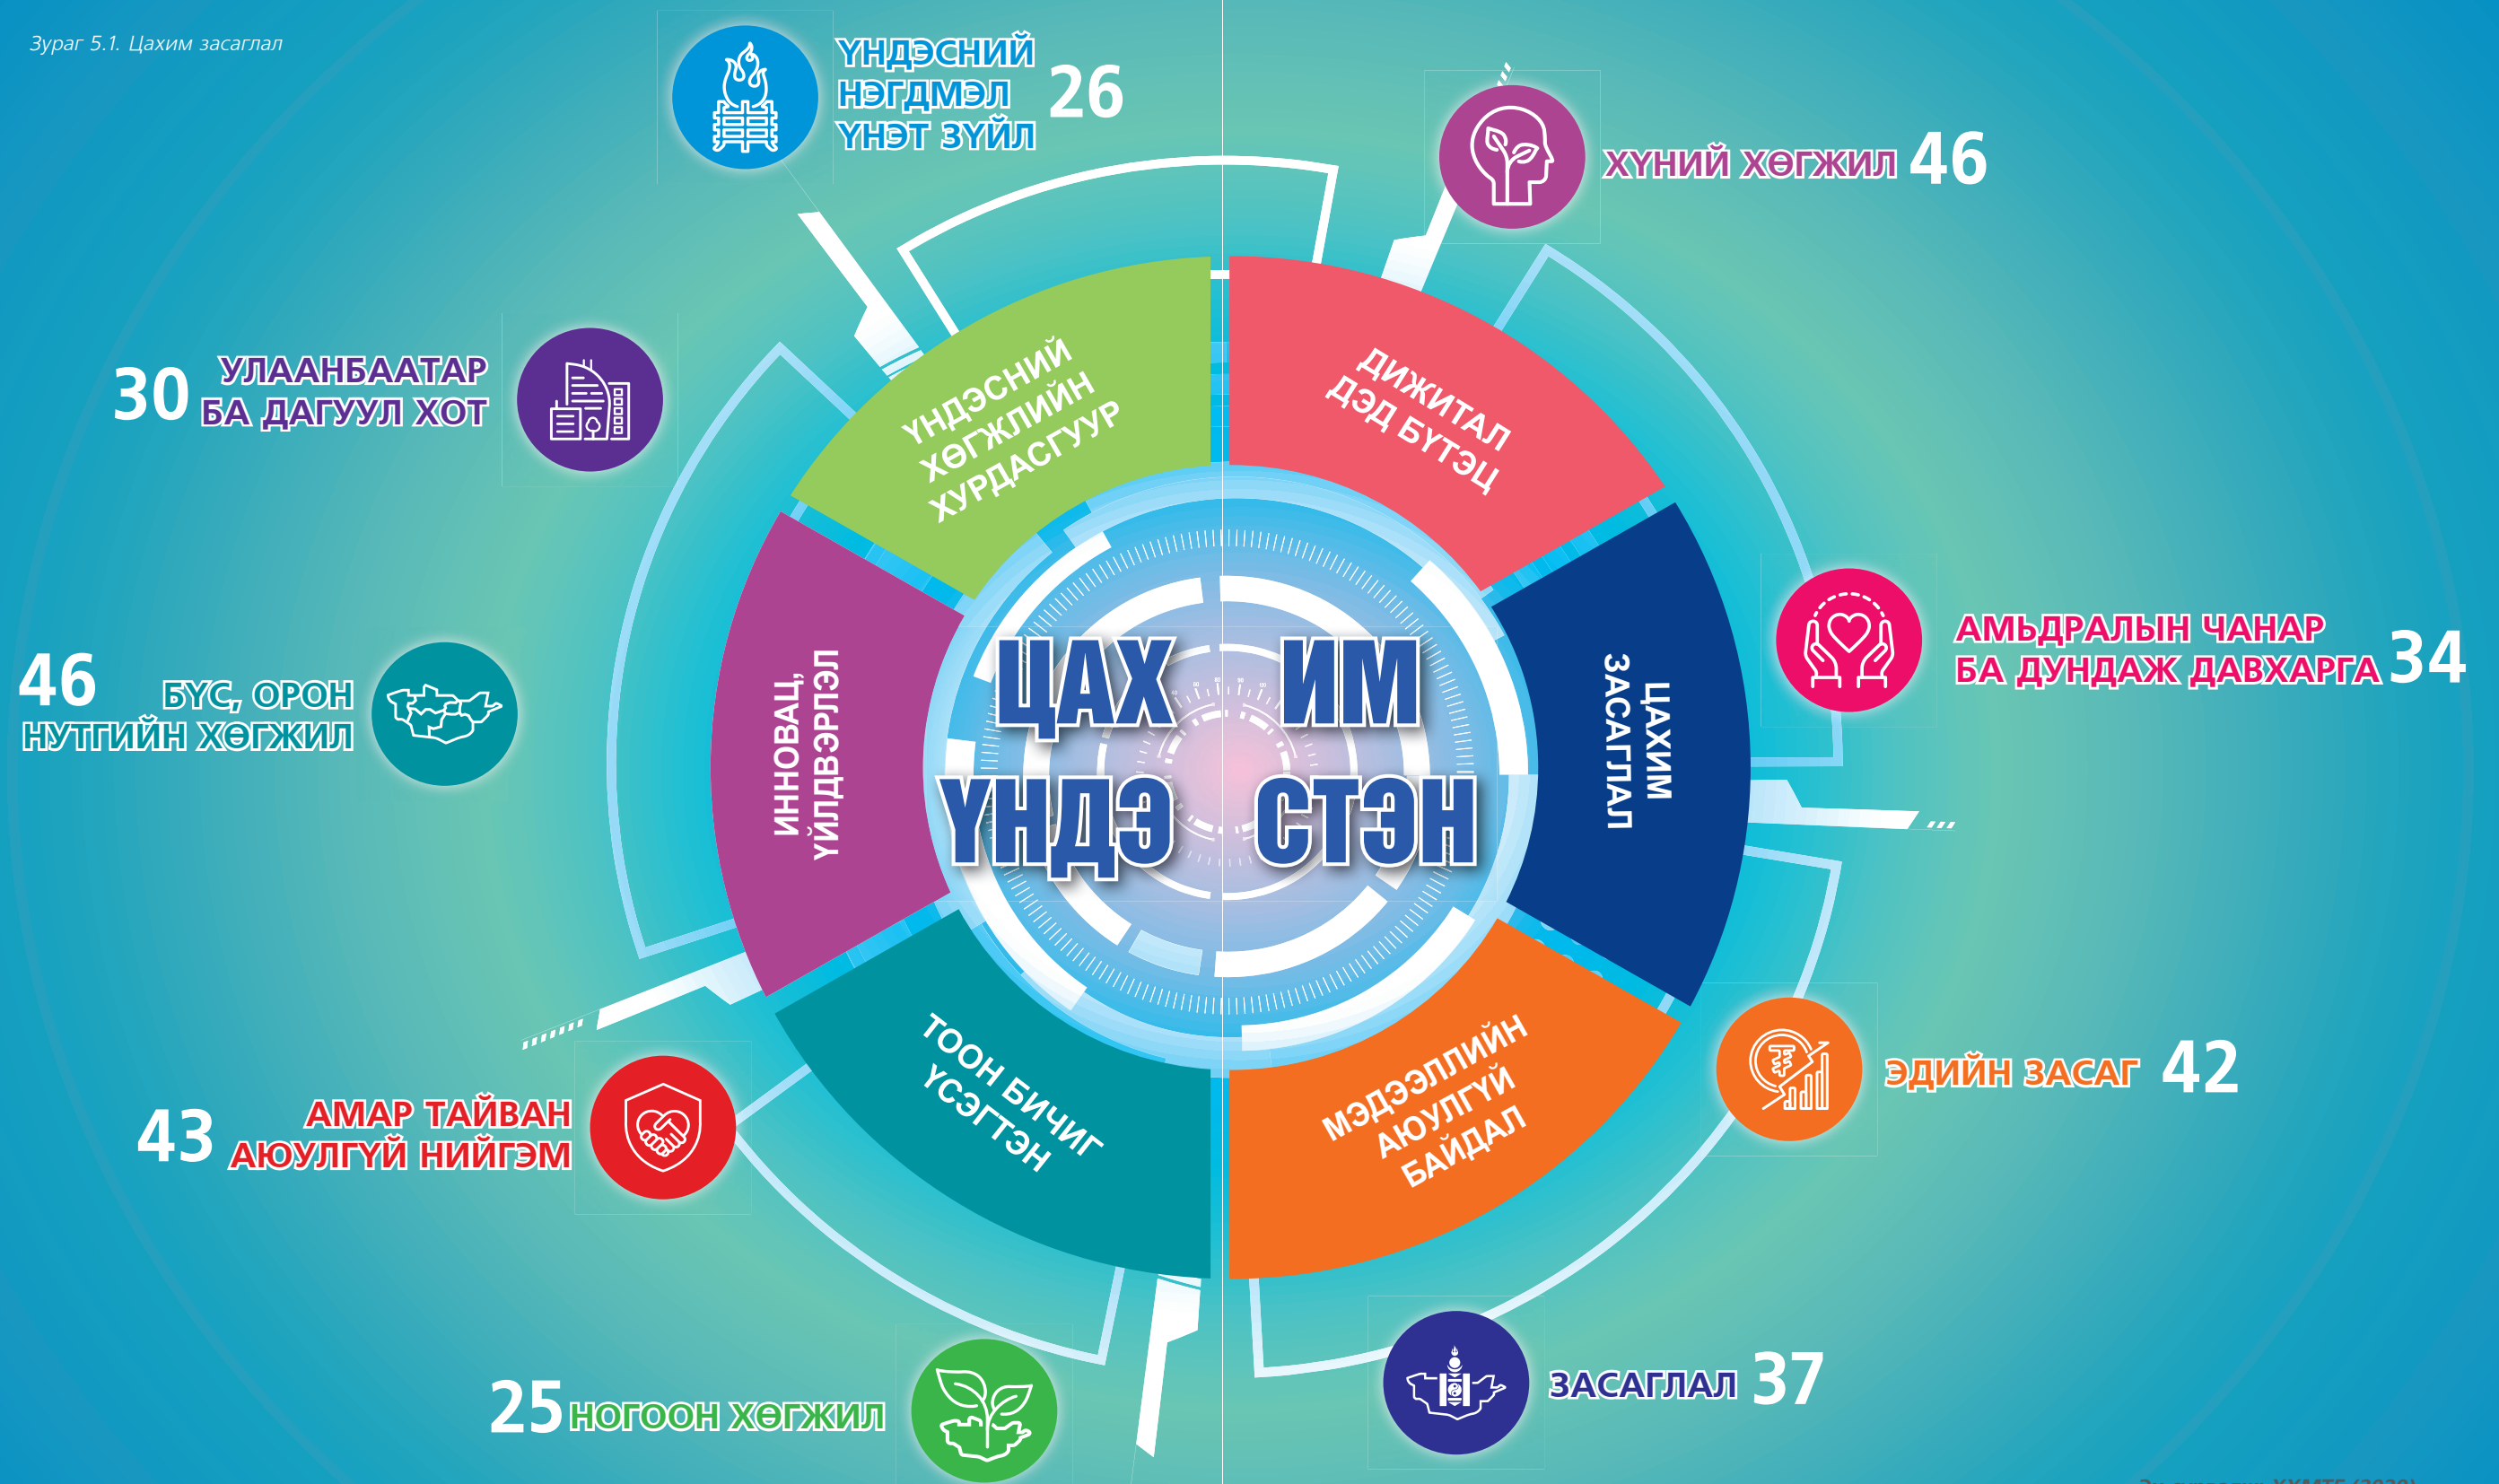 Зураг 5.1. Цахим засаглал
ҮНДЭСНИЙ
НЭГДМЭЛ
ҮНЭТ ЗҮЙЛ
26
ХҮНИЙ ХӨГЖИЛ 46
30
УЛААНБААТАР
БА ДАГУУЛ ХОТ
ҮНДЭСНИЙ
ХӨГЖЛИЙН
ХУРДАСГУУР
ДИЖИТАЛ
ДЭД БҮТЭЦ
46
БҮС, ОРОН
НУТГИЙН ХӨГЖИЛ
ИННОВАЦ,
ҮЙЛДВЭРЛЭЛ
ЦАХИМ
ҮНДЭСТЭН
ЦАХИМ
ЗАСАГЛАЛ
АМЬДРАЛЫН ЧАНАР
БА ДУНДАЖ ДАВХАРГА
34
43
АМАР ТАЙВАН
АЮУЛГҮЙ НИЙГЭМ
ТООН БИЧИГ
ҮСЭГТЭН
МЭДЭЭЛЛИЙН
АЮУЛГҮЙ
БАЙДАЛ
ЭДИЙН ЗАСАГ 42
25 НОГООН ХӨГЖИЛ
ЗАСАГЛАЛ 37